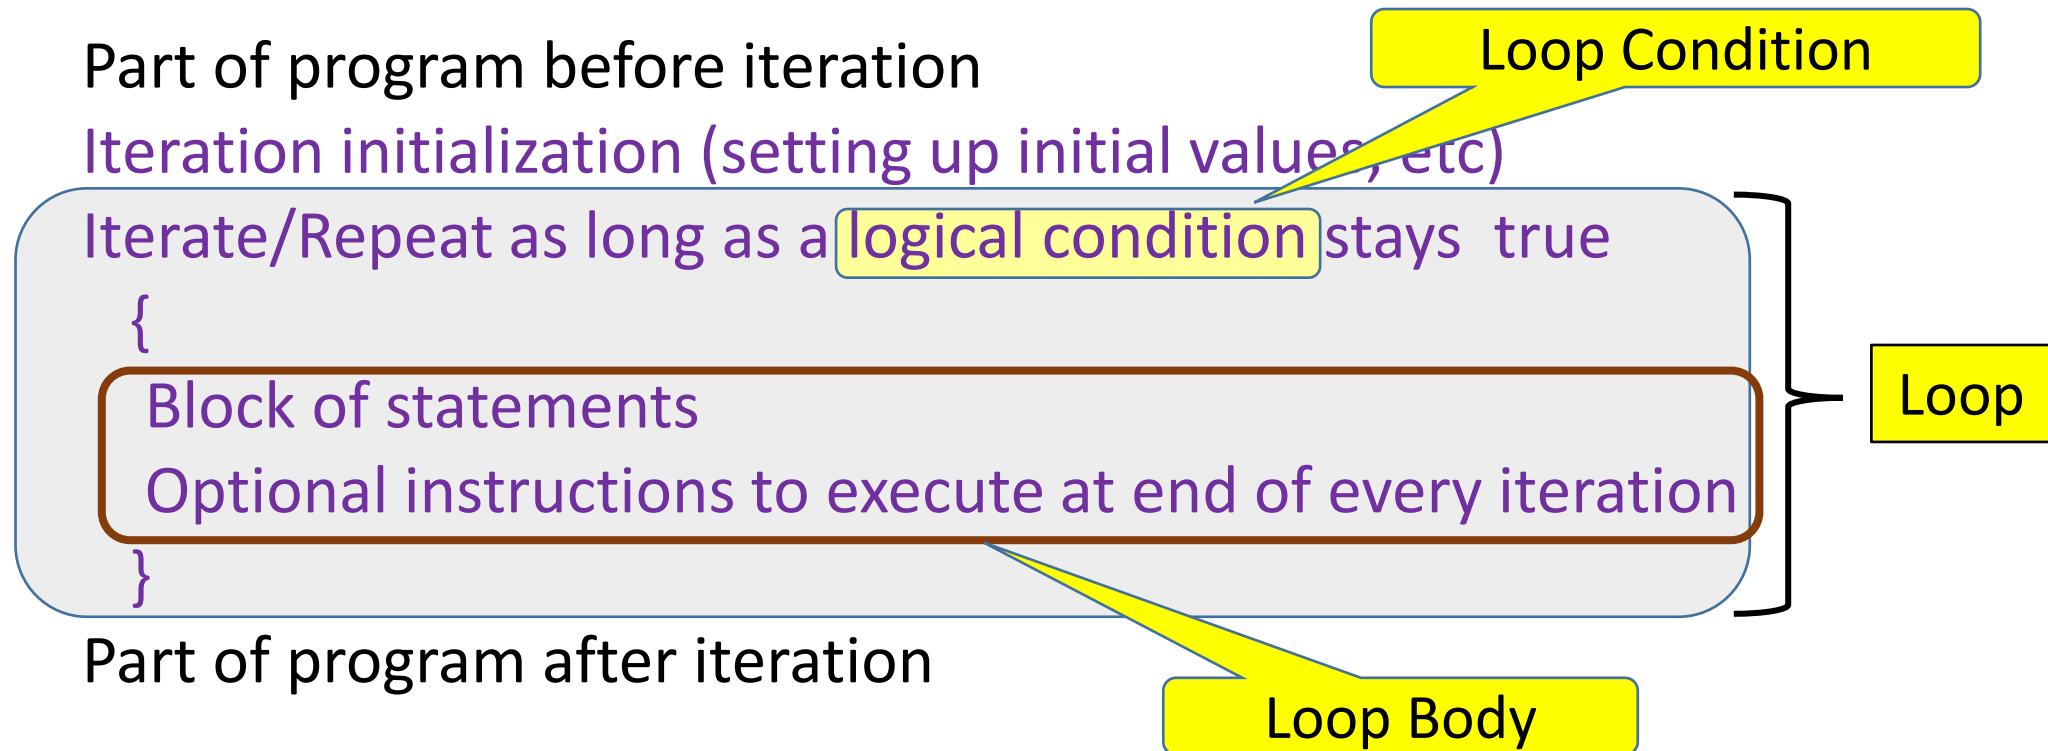 Loop Condition
Part of program before iteration
Iteration initialization (setting up initial values, etc)
Iterate/Repeat as long as a logical condition stays  true
{
Block of statements
Optional instructions to execute at end of every iteration
}
Loop
Part of program after iteration
Loop Body